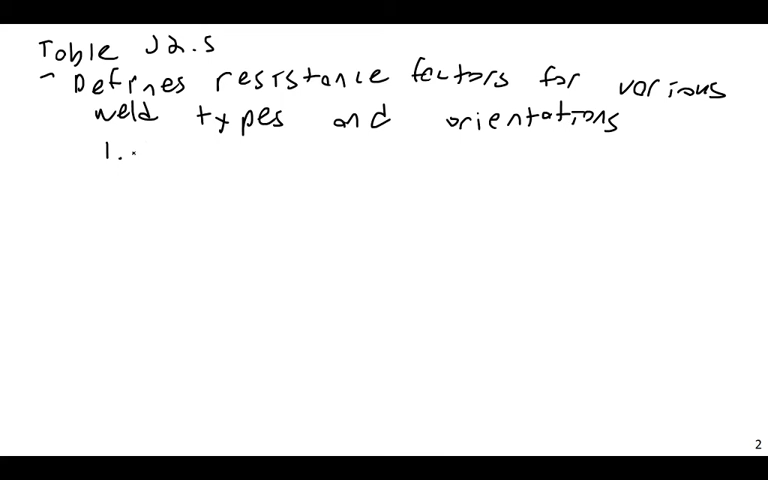 Table J2.5
- Defines resistance factors for various
weld types and orientations
1.
2